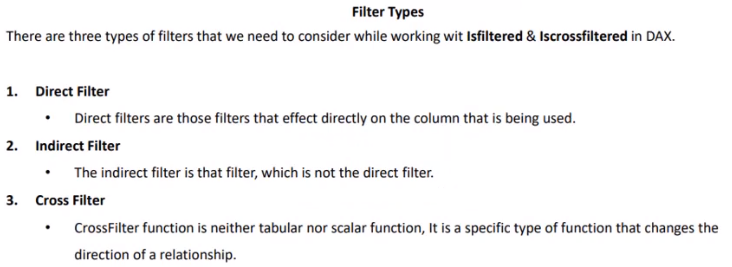 Filter Types
There are three types of filters that we need to consider while working wit Isfiltered & Iscrossfiltered in DAX.
1. Direct Filter
• Direct filters are those filters that effect directly on the column that is being used.
2. Indirect Filter
• The indirect filter is that filter, which is not the direct filter.
3. Cross Filter
• CrossFilter function is neither tabular nor scalar function, It is a specific type of function that changes the
direction of a relationship.